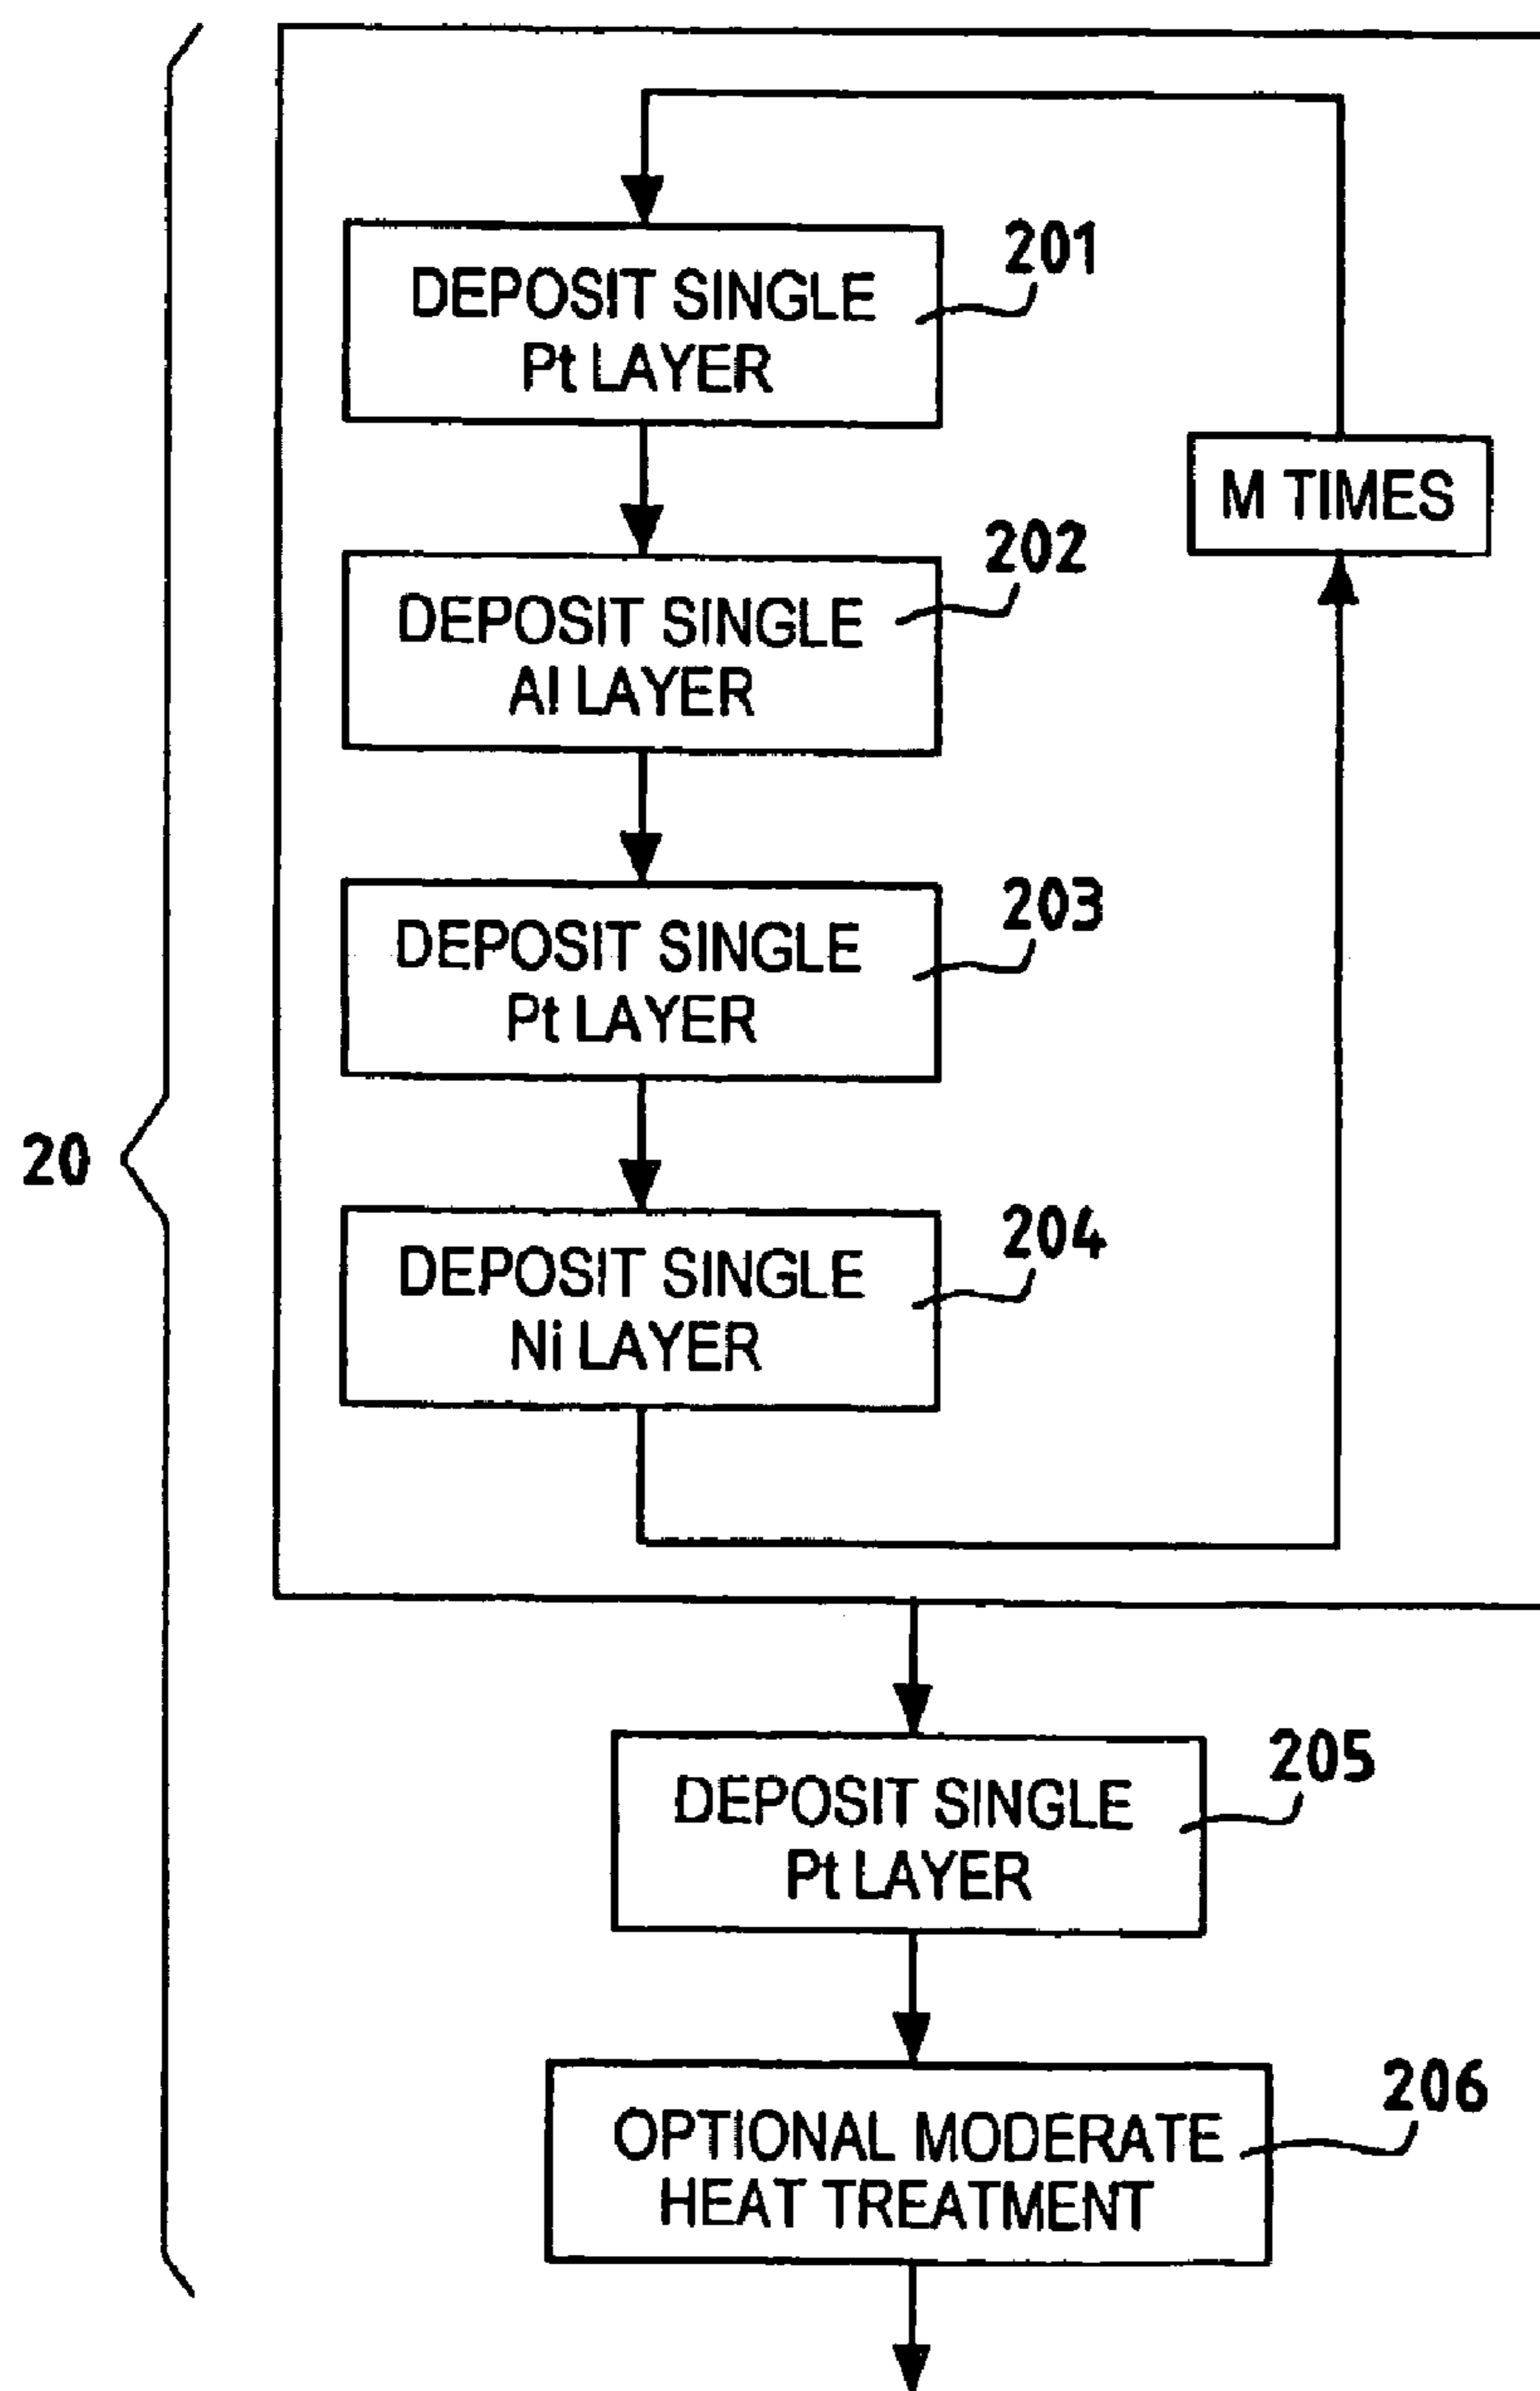 DEPOSIT SINGLE
Pt LAYER
201
M TIMES
DEPOSIT SINGLE
Al LAYER
202
DEPOSIT SINGLE
Pt LAYER
203
20
DEPOSIT SINGLE
Ni LAYER
204
DEPOSIT SINGLE
Pt LAYER
205
OPTIONAL MODERATE
HEAT TREATMENT
206